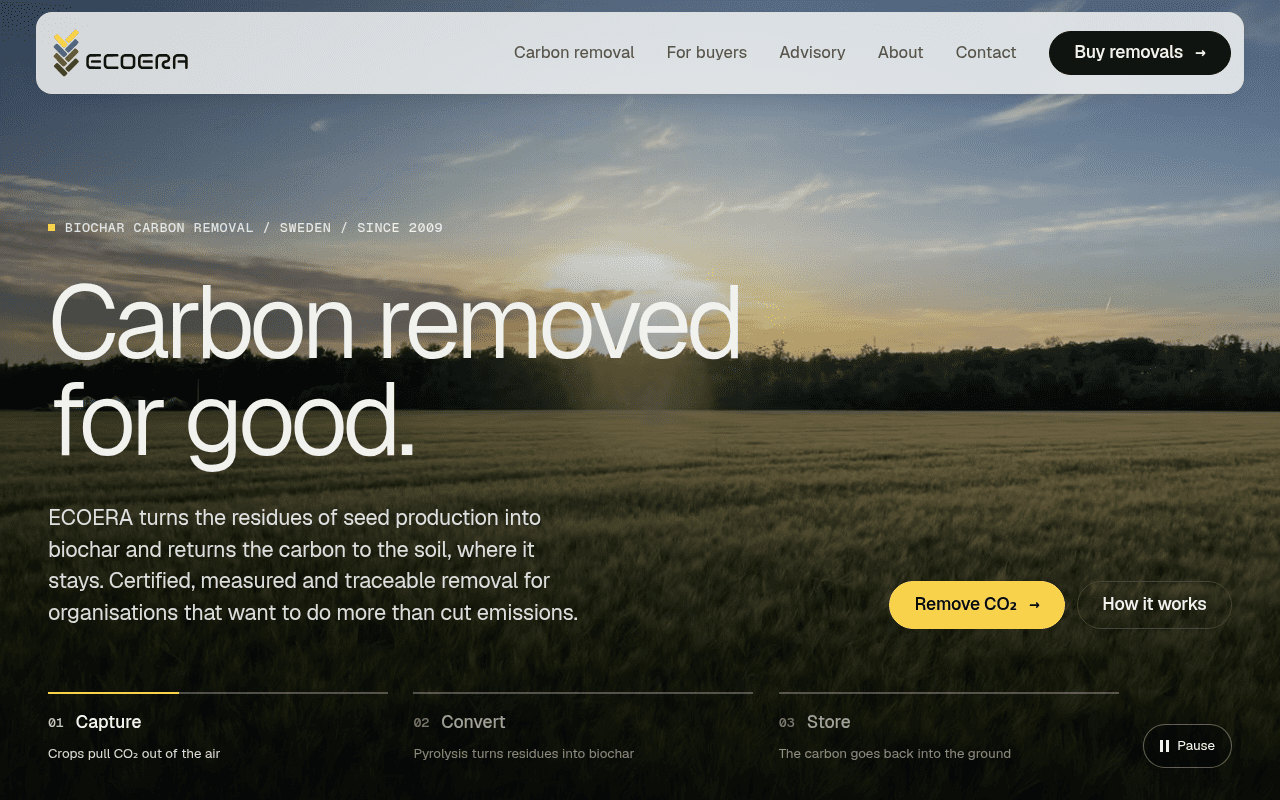 ECOERA
Carbon removal
For buyers
Advisory
About
Contact
Buy removals →
BIOCHAR CARBON REMOVAL / SWEDEN / SINCE 2009
Carbon removed
for good.
ECOERA turns the residues of seed production into
biochar and returns the carbon to the soil, where it
stays. Certified, measured and traceable removal for
organisations that want to do more than cut emissions.
Remove CO₂ →
How it works
01 Capture
Crops pull CO₂ out of the air
02 Convert
Pyrolysis turns residues into biochar
03 Store
The carbon goes back into the ground
Pause